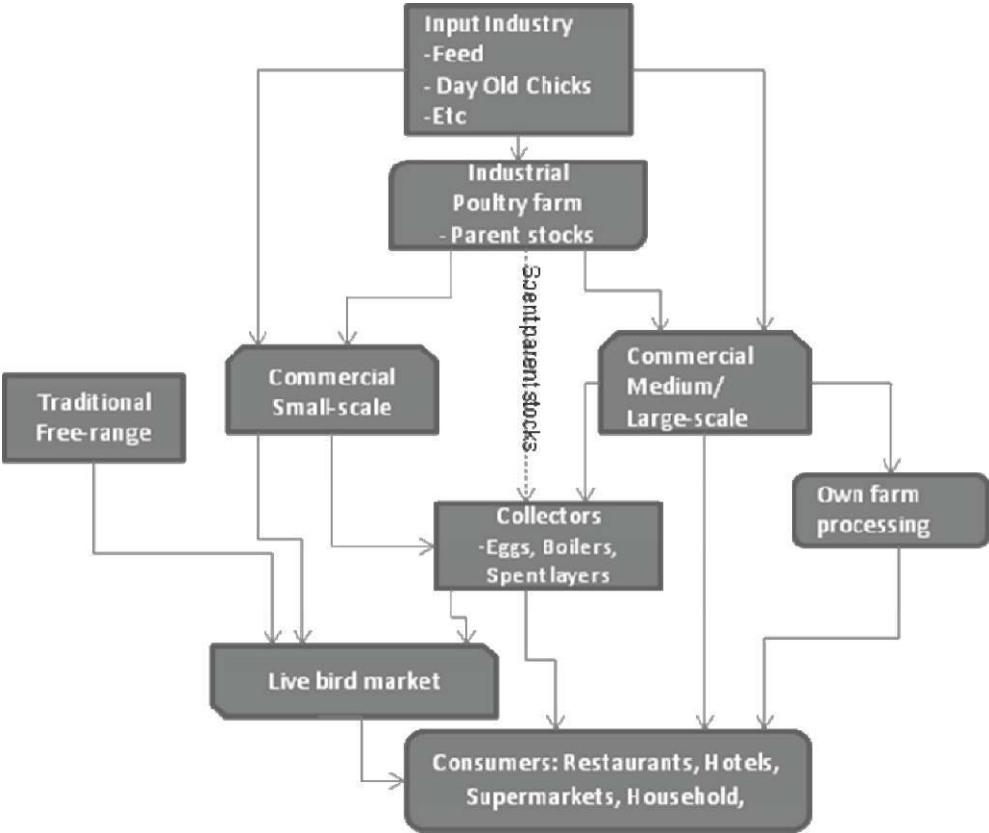 Input Industry
-Feed
- Day Old Chicks
-Etc
Industrial
Poultry farm
- Parent stocks
Scent parent stocks
Commercial
Small-scale
Commercial
Medium/
Large-scale
Traditional
Free-range
Own farm
processing
Collectors
-Eggs, Boilers,
Spent layers
Live bird market
Consumers: Restaurants, Hotels,
Supermarkets, Household,